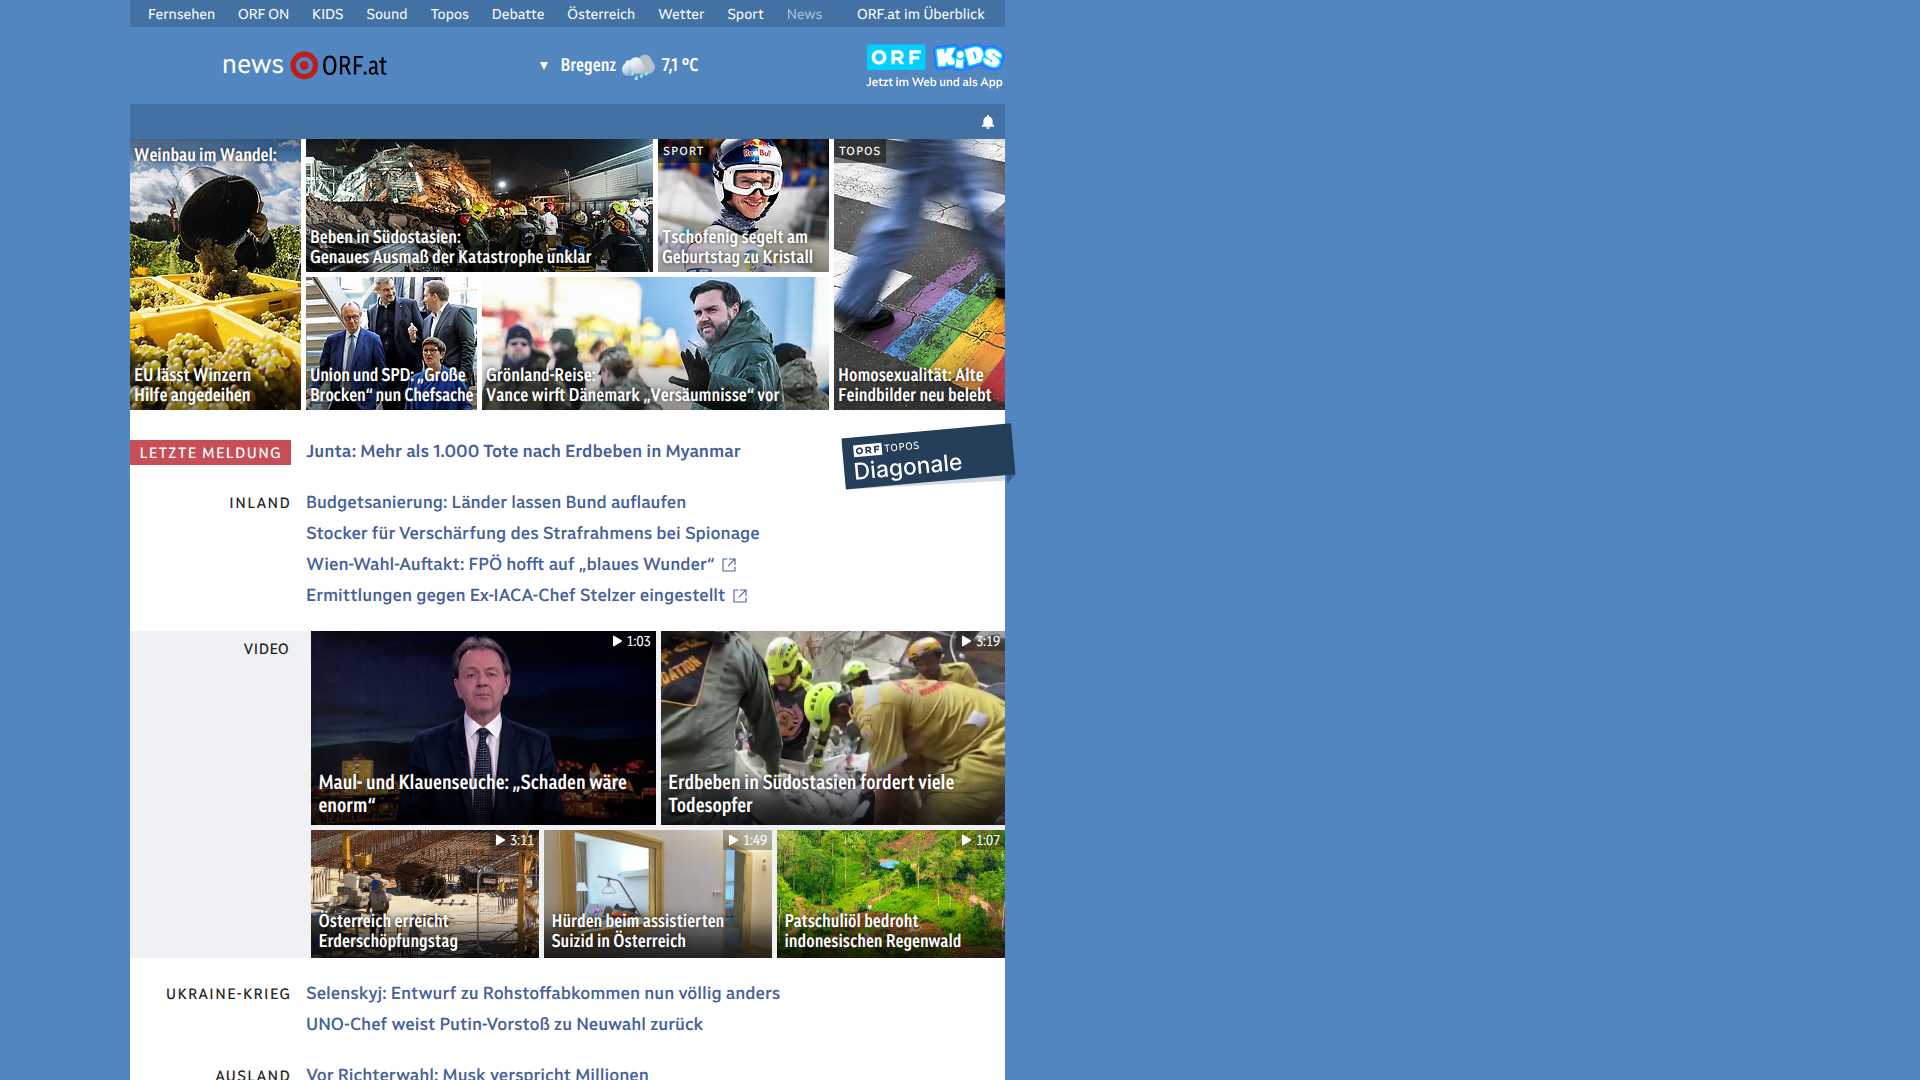 Fernsehen ORF ON KIDS Sound Topos Debatte Österreich Wetter Sport News ORF.at im Überblick
news ORF.at
Bregenz 7,1 °C
ORF KiDS
Jetzt im Web und als App
Weinbau im Wandel:
EU lässt Winzern
Hilfe angedeihen
Beben in Südostasien:
Genaues Ausmaß der Katastrophe unklar
SPORT
Red Bull
Tschofenig segelt am
Geburtstag zu Kristall
TOPOS
Homosexualität: Alte
Feindbilder neu belebt
Union und SPD: „Große
Brocken“ nun Chefsache
Grönland-Reise:
Vance wirft Dänemark „Versäumnisse“ vor
LETZTE MELDUNG
Junta: Mehr als 1.000 Tote nach Erdbeben in Myanmar
ORF TOPOS
Diagonale
INLAND
Budgetsanierung: Länder lassen Bund auflaufen
Stocker für Verschärfung des Strafrahmens bei Spionage
Wien-Wahl-Auftakt: FPÖ hofft auf „blaues Wunder“
Ermittlungen gegen Ex-IACA-Chef Stelzer eingestellt
VIDEO
1:03
Maul- und Klauenseuche: „Schaden wäre
enorm“
3:19
Erdbeben in Südostasien fordert viele
Todesopfer
3:11
Österreich erreicht
Erderschöpfungstag
1:49
Hürden beim assistierten
Suizid in Österreich
1:07
Patschuliöl bedroht
indonesischen Regenwald
UKRAINE-KRIEG
Selenskyj: Entwurf zu Rohstoffabkommen nun völlig anders
UNO-Chef weist Putin-Vorstoß zu Neuwahl zurück
AUSLAND
Vor Richterwahl: Musk verspricht Millionen